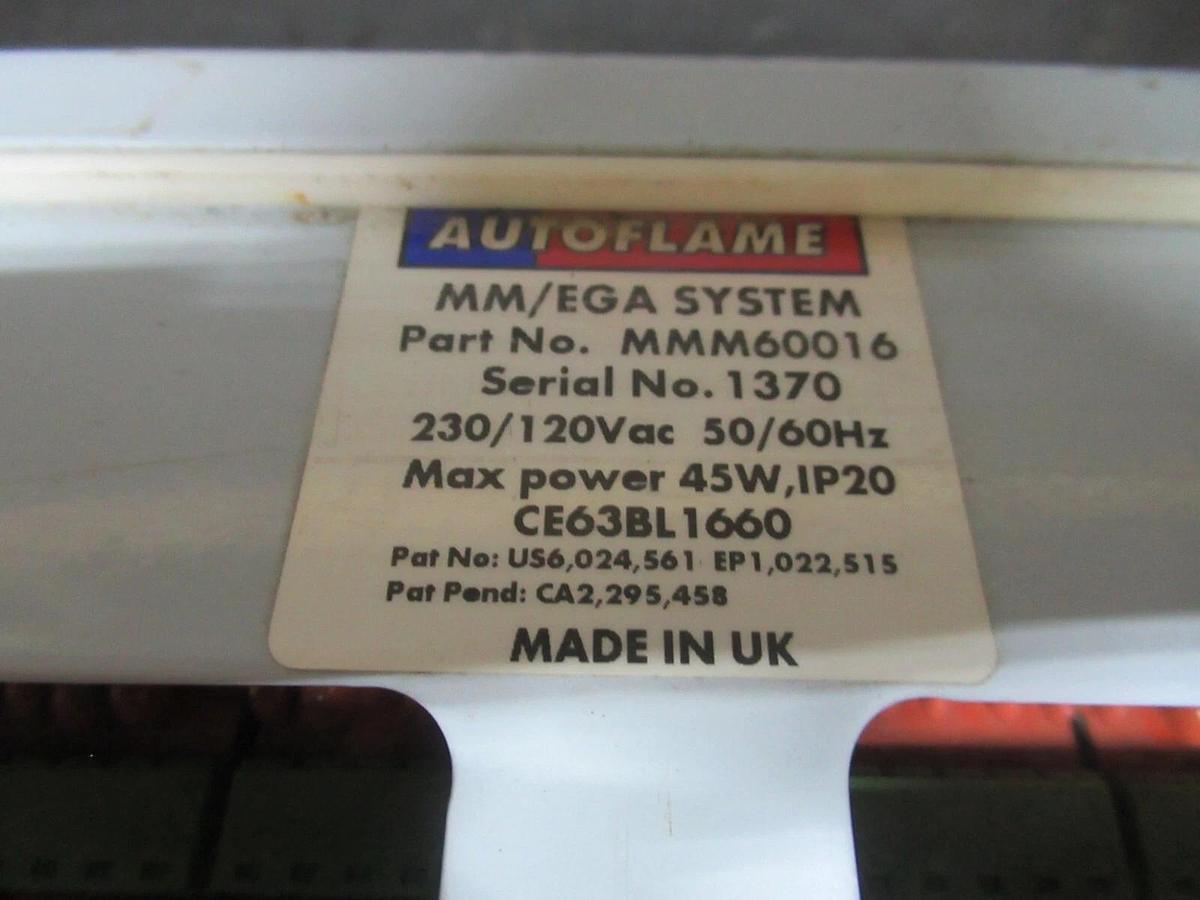 AUTOFLAME
MM/EGA SYSTEM
Part No. MMM60016
Serial No. 1370
230/120Vac 50/60Hz
Max power 45W,IP20
CE63BL1660
Pat No: US6,024,561 EP1,022,515
Pat Pend: CA2,295,458
MADE IN UK